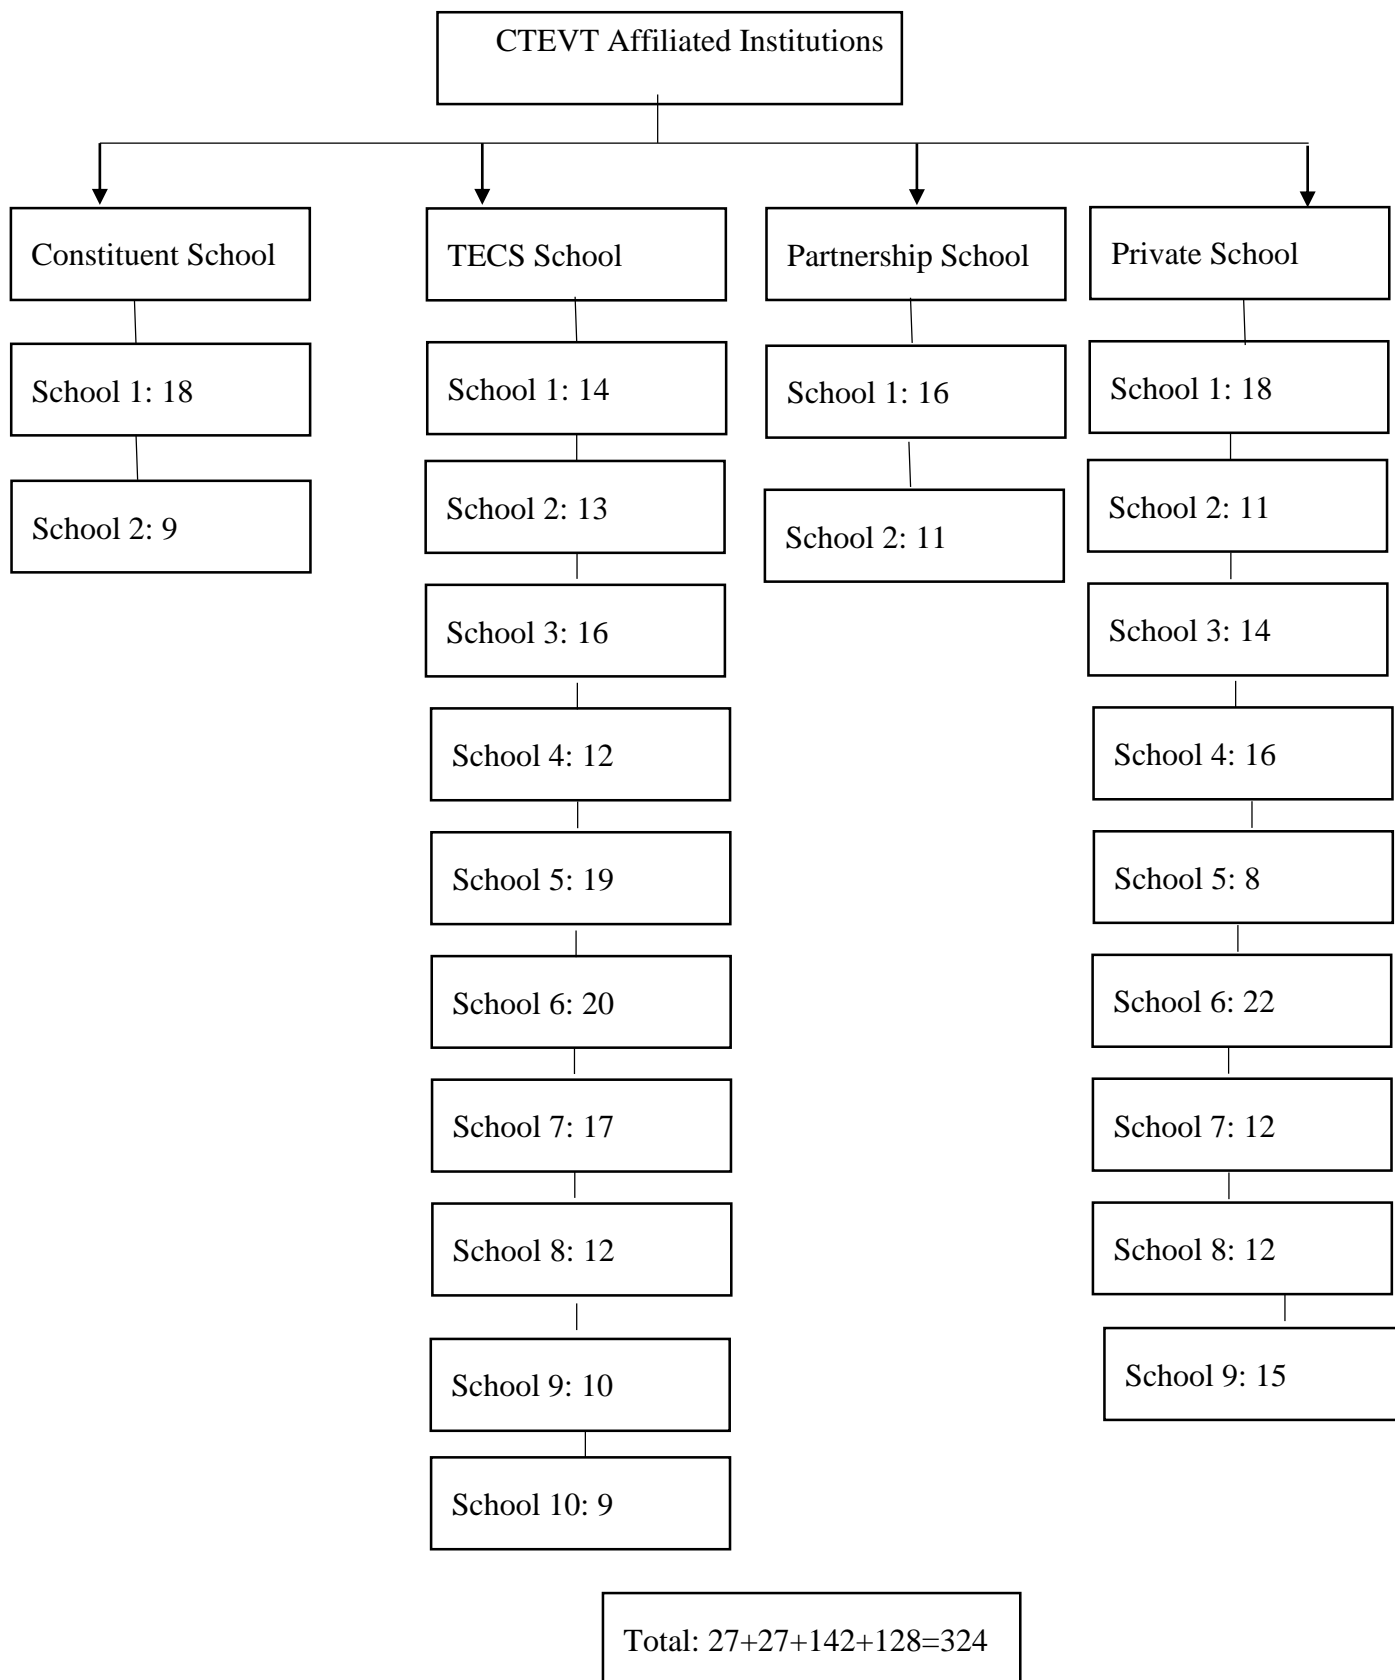 CTEVT Affiliated Institutions
Constituent School
TECS School
Partnership School
Private School
School 1: 18
School 2: 9
School 1: 14
School 2: 13
School 3: 16
School 4: 12
School 5: 19
School 6: 20
School 7: 17
School 8: 12
School 9: 10
School 10: 9
School 1: 16
School 2: 11
School 1: 18
School 2: 11
School 3: 14
School 4: 16
School 5: 8
School 6: 22
School 7: 12
School 8: 12
School 9: 15
Total: 27+27+142+128=324